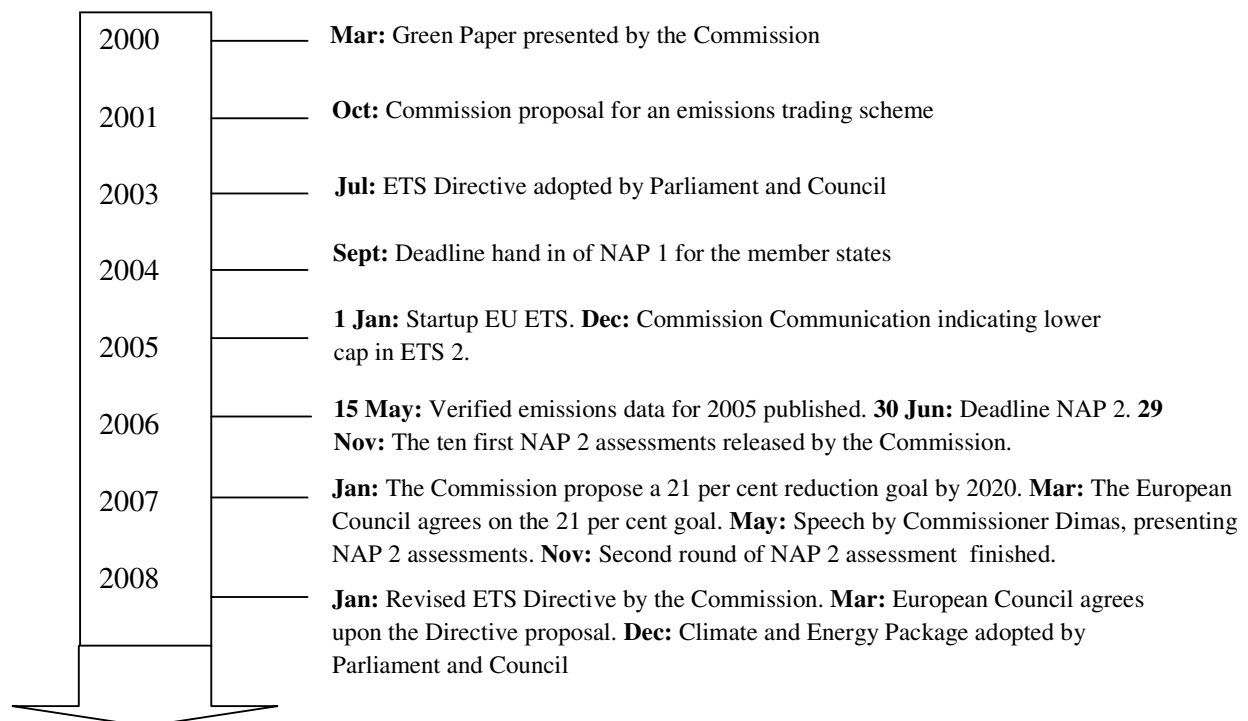 2000
Mar: Green Paper presented by the Commission
2001
Oct: Commission proposal for an emissions trading scheme
2003
Jul: ETS Directive adopted by Parliament and Council
2004
Sept: Deadline hand in of NAP 1 for the member states
2005
1 Jan: Startup EU ETS. Dec: Commission Communication indicating lower
cap in ETS 2.
2006
15 May: Verified emissions data for 2005 published. 30 Jun: Deadline NAP 2. 29
Nov: The ten first NAP 2 assessments released by the Commission.
2007
Jan: The Commission propose a 21 per cent reduction goal by 2020. Mar: The European
Council agrees on the 21 per cent goal. May: Speech by Commissioner Dimas, presenting
NAP 2 assessments. Nov: Second round of NAP 2 assessment finished.
2008
Jan: Revised ETS Directive by the Commission. Mar: European Council agrees
upon the Directive proposal. Dec: Climate and Energy Package adopted by
Parliament and Council